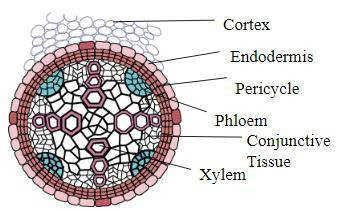 Cortex
Endodermis
Pericycle
Phloem
Conjunctive
Tissue
Xylem